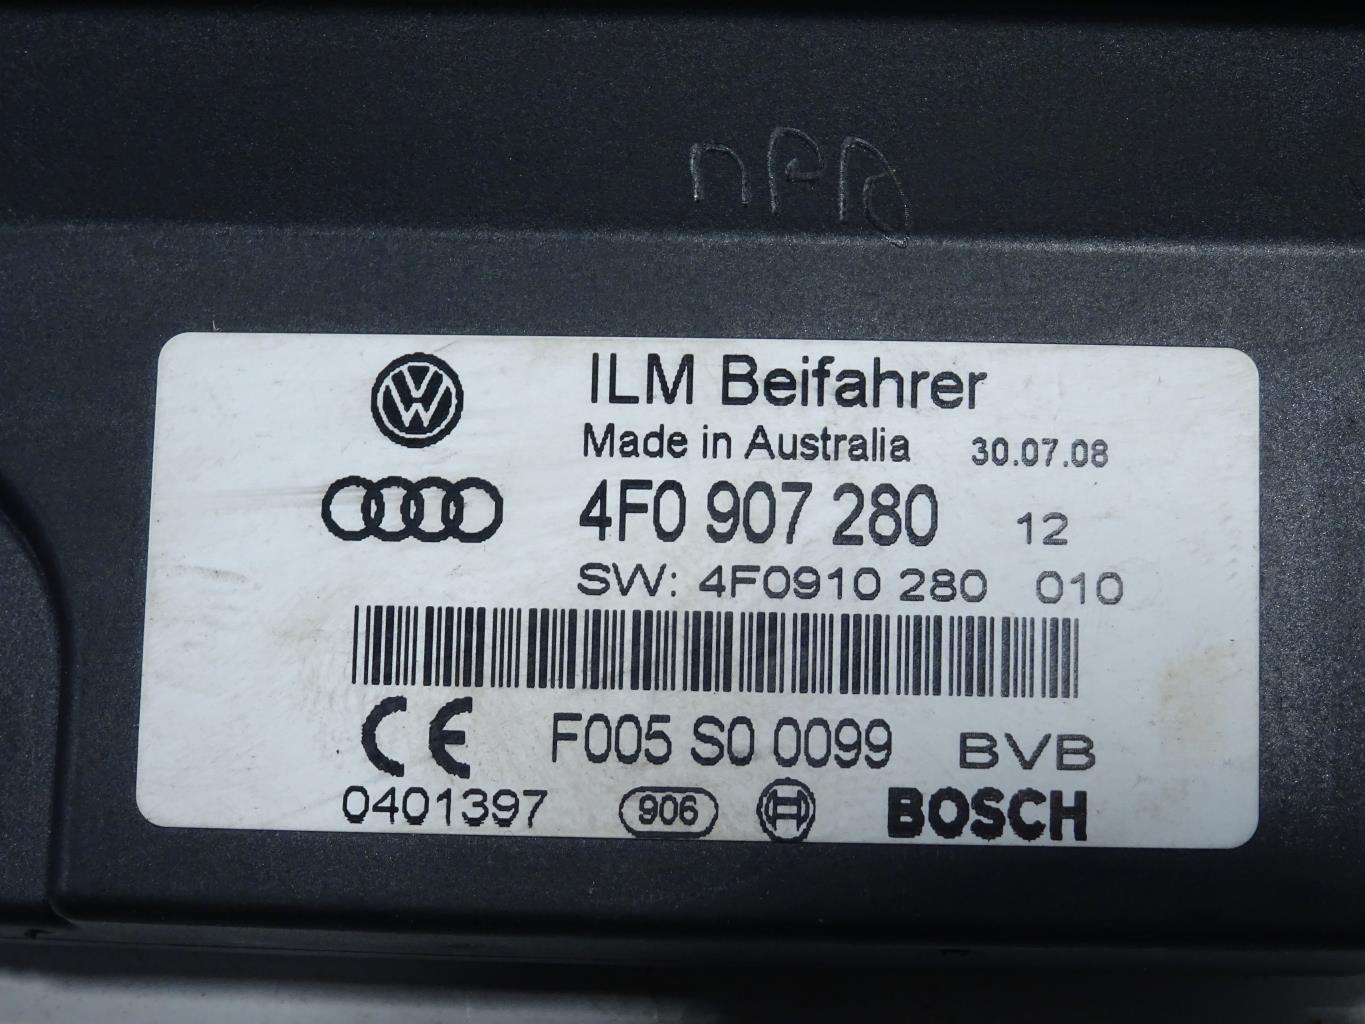 ILM Beifahrer
Made in Australia 30.07.08
4F0 907 280 12
SW: 4F0910 280 010
CE F005 S0 0099 BVB
0401397 906 BOSCH